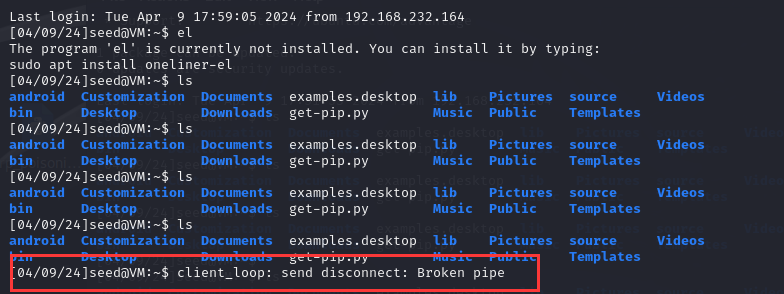 Last login: Tue Apr  9 17:59:05 2024 from 192.168.232.164
[04/09/24]seed@VM:~$ el
The program 'el' is currently not installed. You can install it by typing:
sudo apt install oneliner-el
[04/09/24]seed@VM:~$ ls
android  Customization  Documents  examples.desktop  lib    Pictures  source     Videos
bin      Desktop        Downloads  get-pip.py        Music  Public    Templates
[04/09/24]seed@VM:~$ ls
android  Customization  Documents  examples.desktop  lib    Pictures  source     Videos
bin      Desktop        Downloads  get-pip.py        Music  Public    Templates
[04/09/24]seed@VM:~$ ls
android  Customization  Documents  examples.desktop  lib    Pictures  source     Videos
bin      Desktop        Downloads  get-pip.py        Music  Public    Templates
[04/09/24]seed@VM:~$ ls
android  Customization  Documents  examples.desktop  lib    Pictures  source     Videos
bin      Desktop        Downloads  get-pip.py        Music  Public    Templates
[04/09/24]seed@VM:~$ client_loop: send disconnect: Broken pipe